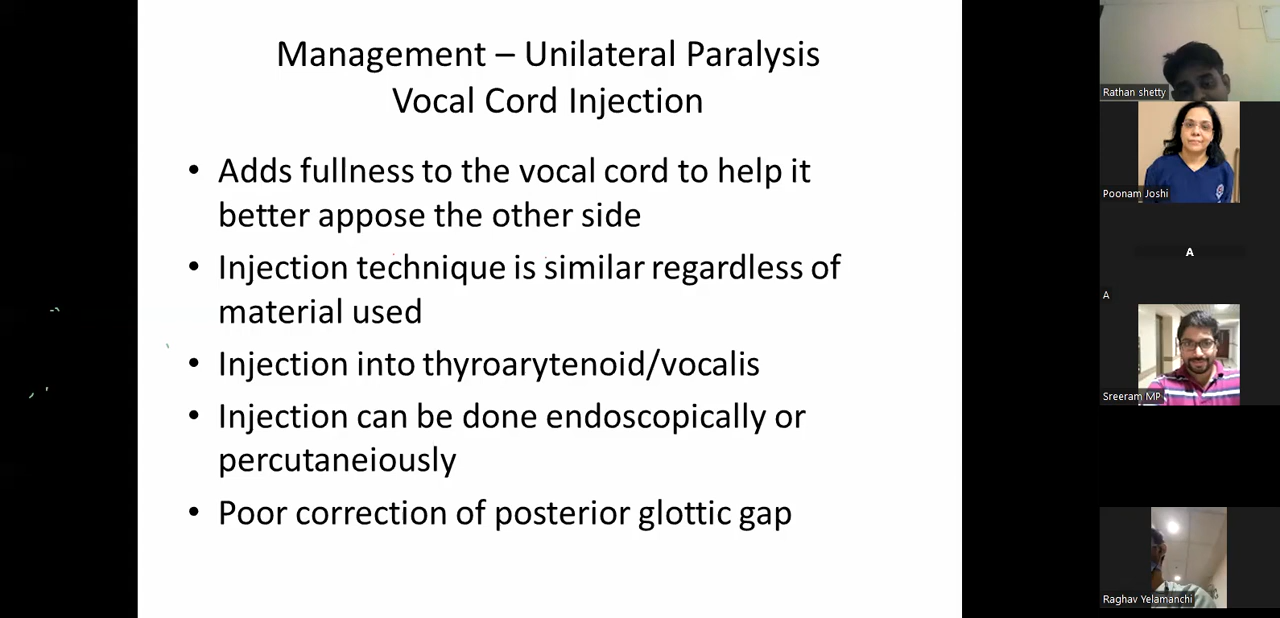 Management – Unilateral Paralysis
Vocal Cord Injection
• Adds fullness to the vocal cord to help it
better appose the other side
• Injection technique is similar regardless of
material used
• Injection into thyroarytenoid/vocalis
• Injection can be done endoscopically or
percutaneiously
• Poor correction of posterior glottic gap
Rathan shetty
Poonam Joshi
A
A
Sreeram MP
Raghav Yelamanchi